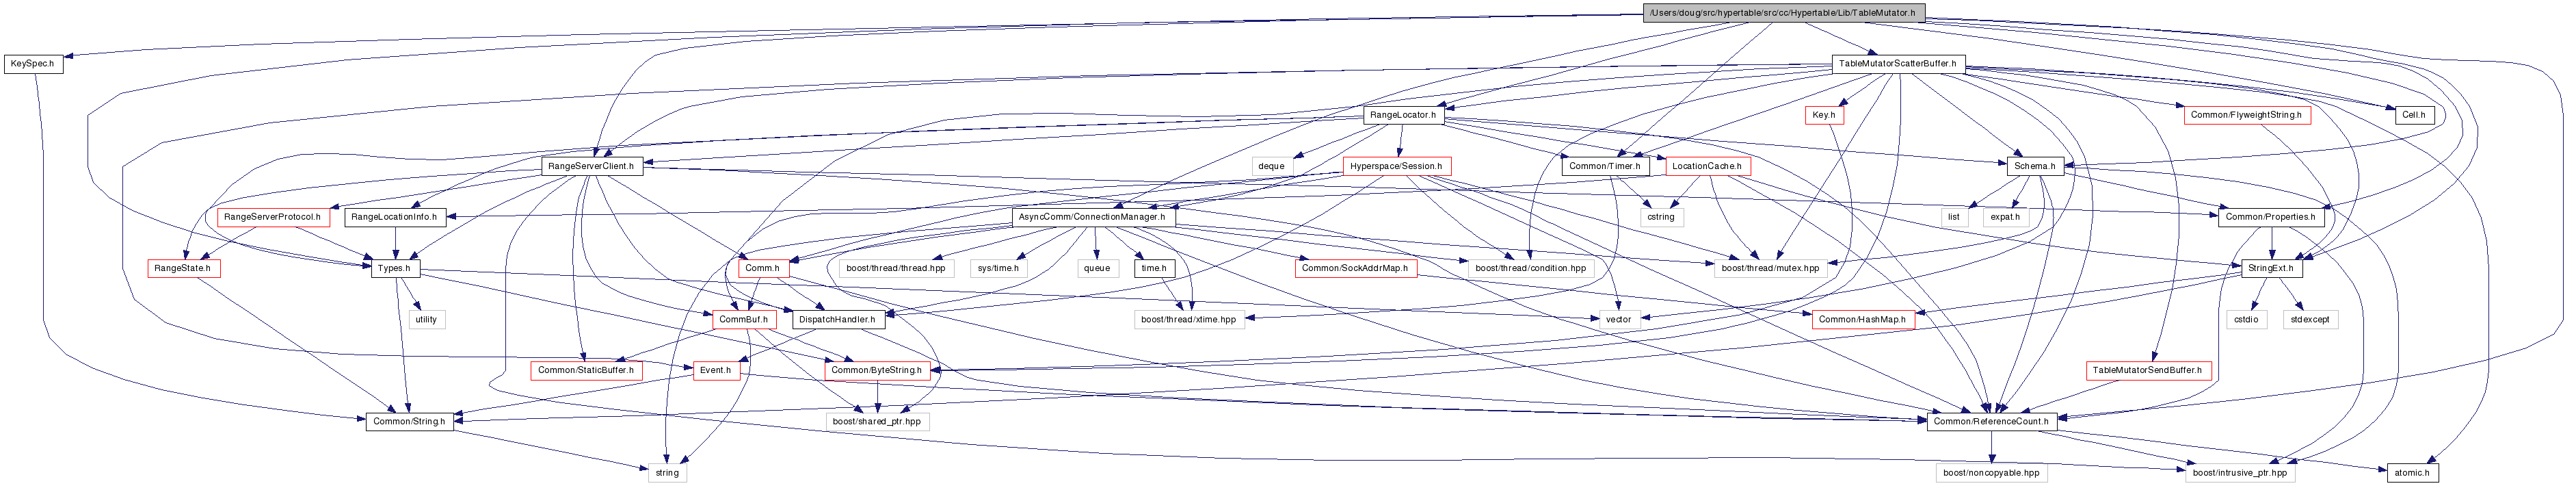 /Users/doug/src/hypertable/src/cc/Hypertable/Lib/TableMutator.h
KeySpec.h
TableMutatorScatterBuffer.h
RangeLocator.h
Key.h
Common/FlyweightString.h
Cell.h
RangeServerClient.h
deque
Hyperspace/Session.h
Common/Timer.h
LocationCache.h
Schema.h
RangeServerProtocol.h
RangeLocationInfo.h
AsyncComm/ConnectionManager.h
cstring
list
expat.h
Common/Properties.h
RangeState.h
Types.h
Comm.h
boost/thread/thread.hpp
sys/time.h
queue
time.h
Common/SockAddrMap.h
boost/thread/condition.hpp
boost/thread/mutex.hpp
StringExt.h
utility
CommBuf.h
DispatchHandler.h
boost/thread/xtime.hpp
vector
Common/HashMap.h
cstdio
stdexcept
Common/StaticBuffer.h
Event.h
Common/ByteString.h
TableMutatorSendBuffer.h
Common/String.h
boost/shared_ptr.hpp
Common/ReferenceCount.h
string
boost/noncopyable.hpp
boost/intrusive_ptr.hpp
atomic.h